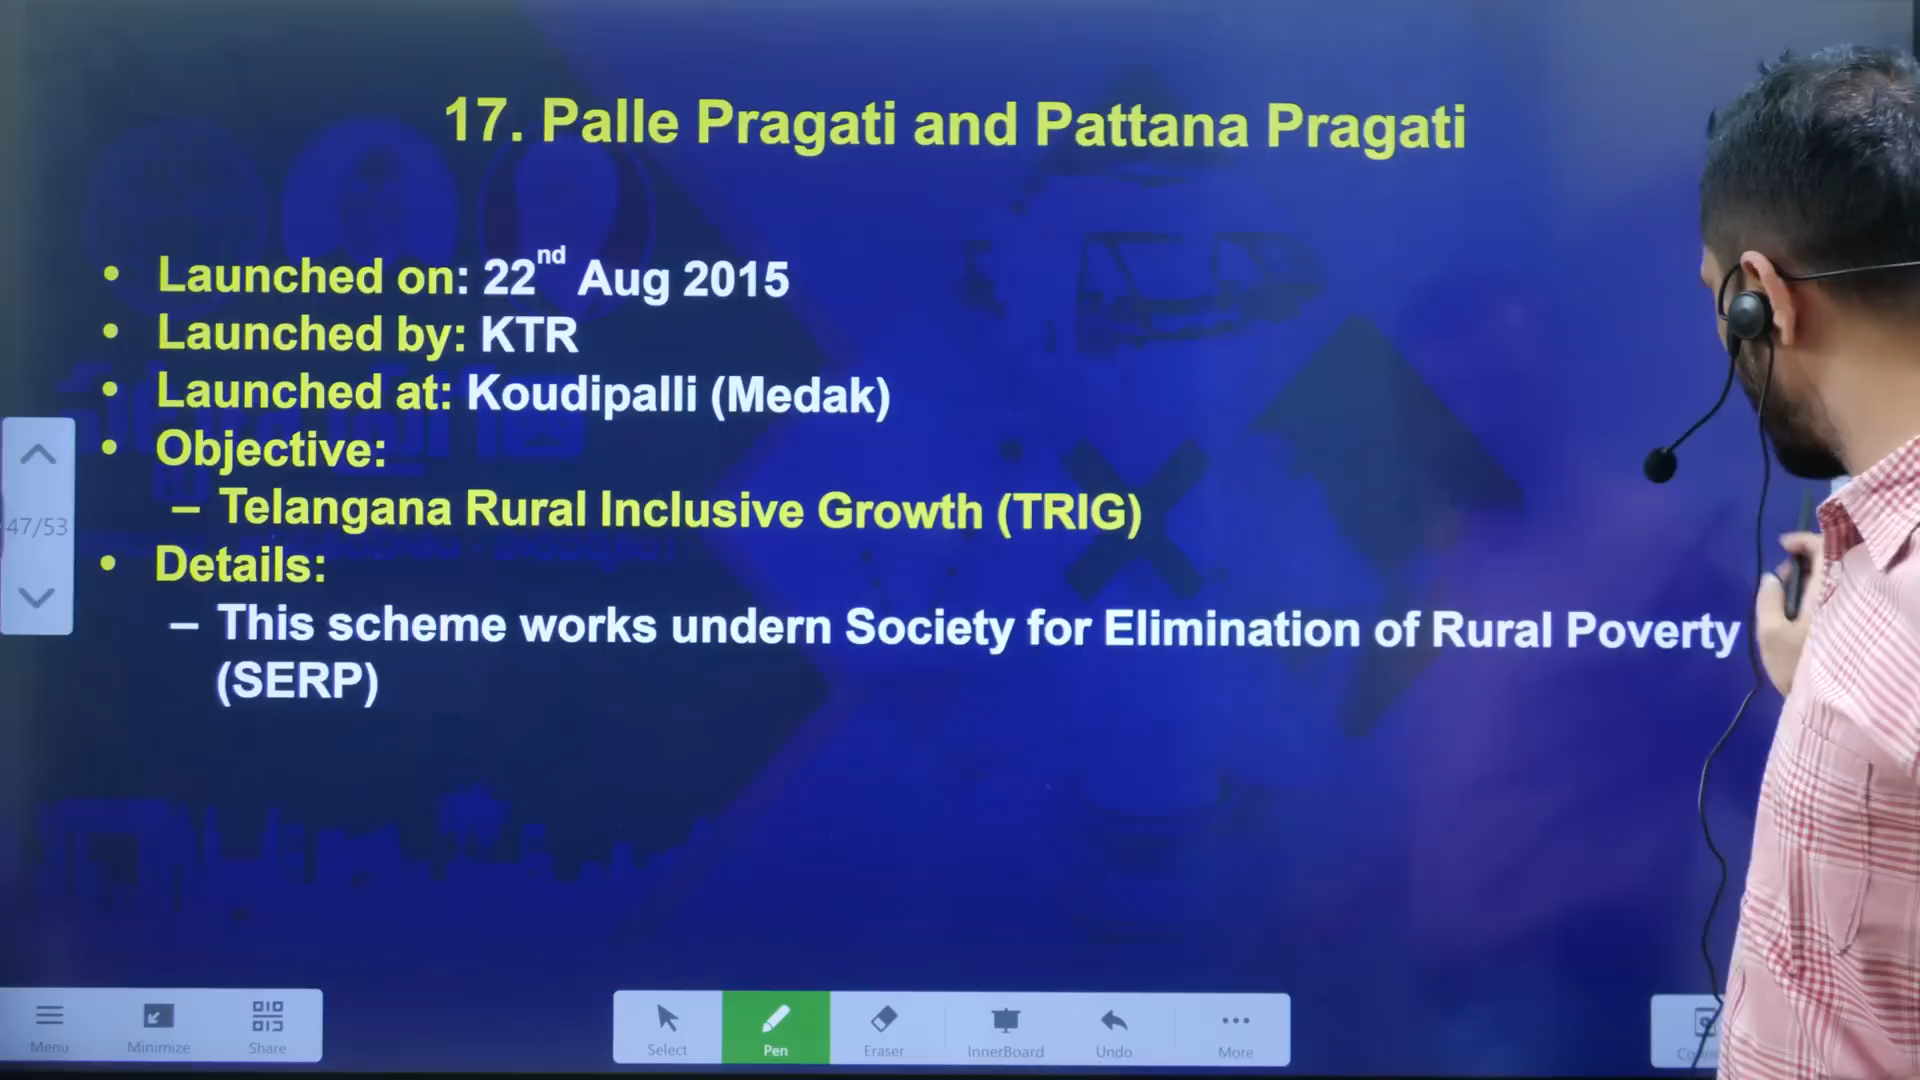 17. Palle Pragati and Pattana Pragati
• Launched on: 22nd Aug 2015
• Launched by: KTR
• Launched at: Koudipalli (Medak)
• Objective:
– Telangana Rural Inclusive Growth (TRIG)
• Details:
– This scheme works undern Society for Elimination of Rural Poverty
(SERP)
47/53
Menu
Minimize
Share
Select
Pen
Eraser
InnerBoard
Undo
More